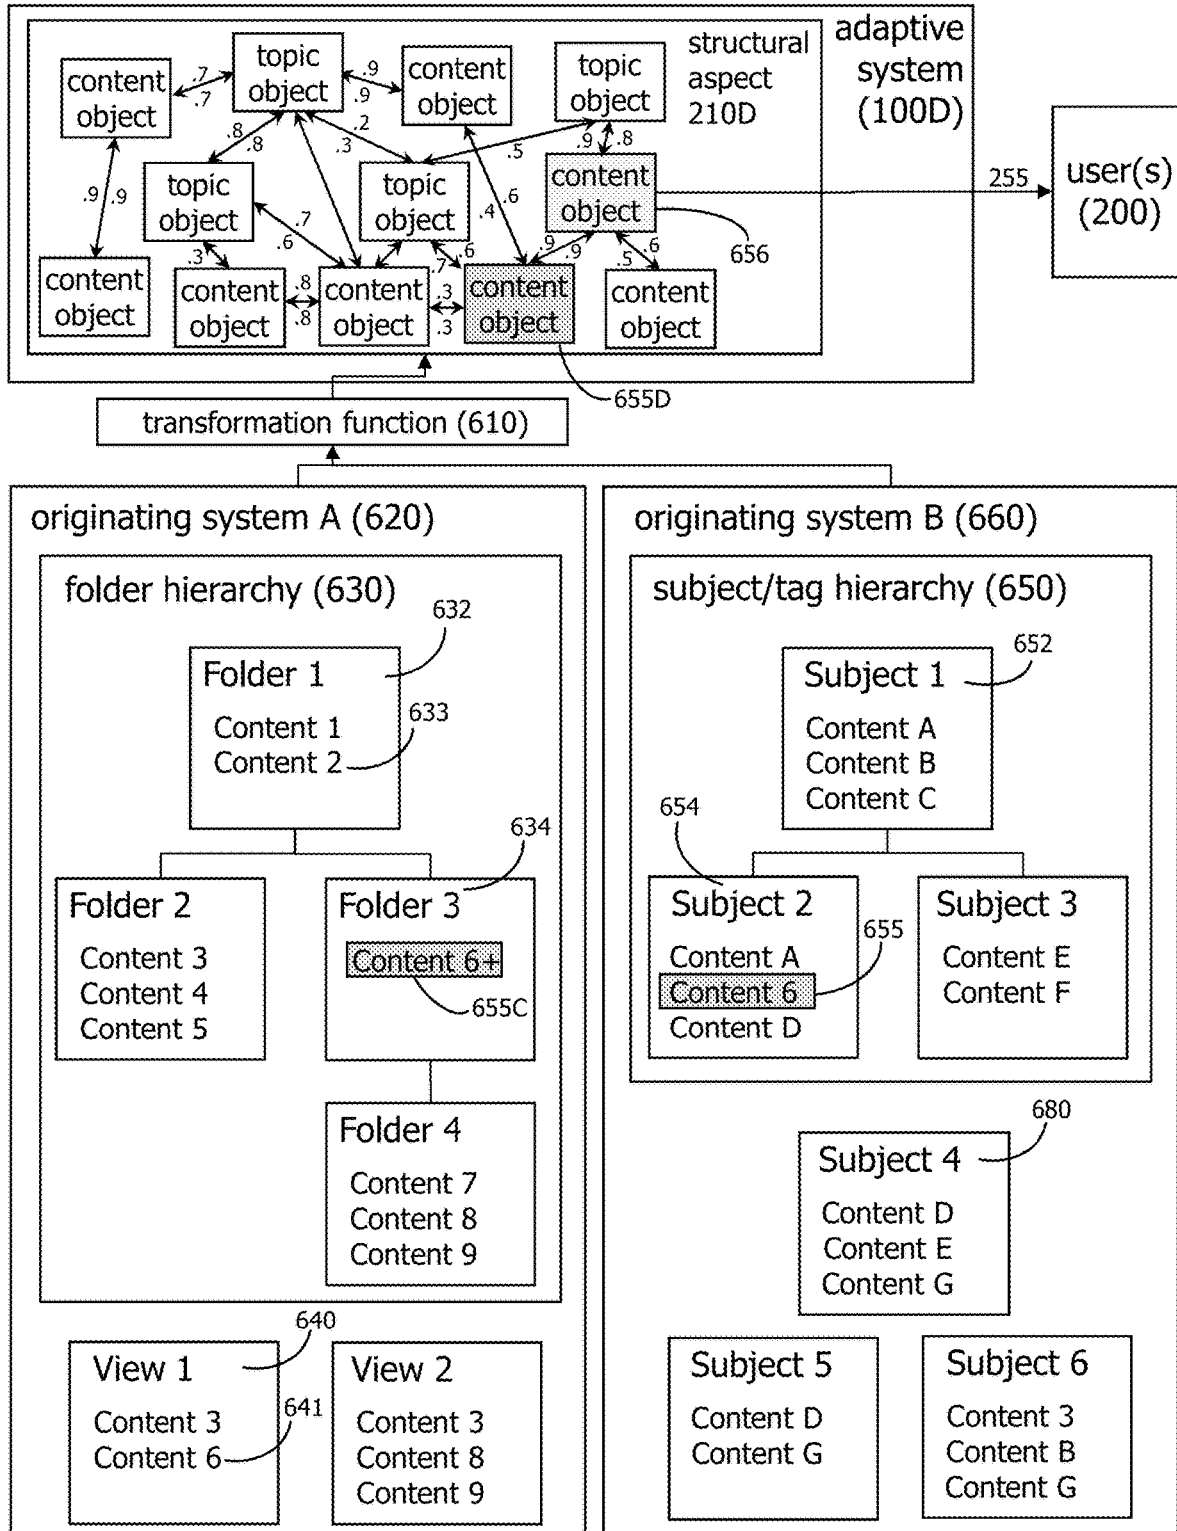 adaptive
system
(100D)
structural
aspect
210D
content
object
topic
object
content
object
topic
object
.7
.7
.9
.9
.8
.8
.2
.3
.5
.9
.8
topic
object
topic
object
content
object
.9
.9
.7
.6
.6
.4
.3
.7
.6
.9
.9
.6
.5
content
object
content
object
content
object
content
object
content
object
.8
.8
.3
.3
656
655D
255
user(s)
(200)
transformation function (610)
originating system A (620)
folder hierarchy (630)
632
Folder 1
Content 1
Content 2
633
634
Folder 2
Content 3
Content 4
Content 5
Folder 3
Content 6+
655C
Folder 4
Content 7
Content 8
Content 9
640
View 1
Content 3
Content 6
641
View 2
Content 3
Content 8
Content 9
originating system B (660)
subject/tag hierarchy (650)
652
Subject 1
Content A
Content B
Content C
654
Subject 2
Content A
Content 6
Content D
655
Subject 3
Content E
Content F
680
Subject 4
Content D
Content E
Content G
Subject 5
Content D
Content G
Subject 6
Content 3
Content B
Content G